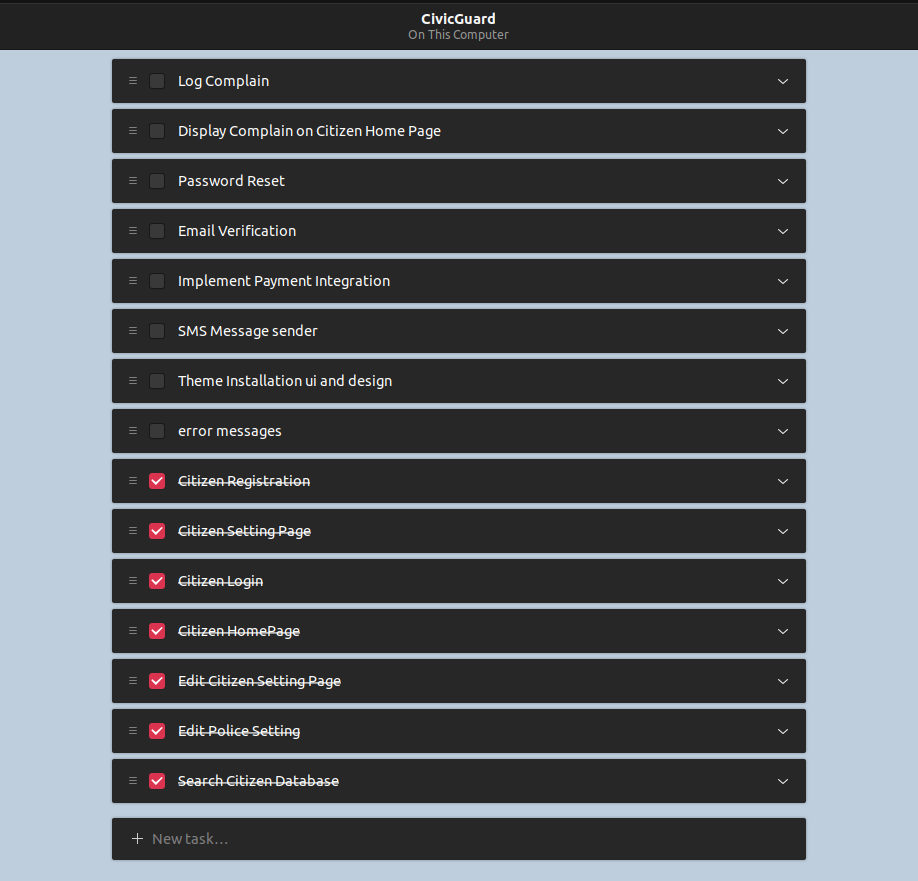 CivicGuard
On This Computer
Log Complain
Display Complain on Citizen Home Page
Password Reset
Email Verification
Implement Payment Integration
SMS Message sender
Theme Installation ui and design
error messages
Citizen Registration
Citizen Setting Page
Citizen Login
Citizen HomePage
Edit Citizen Setting Page
Edit Police Setting
Search Citizen Database
New task...